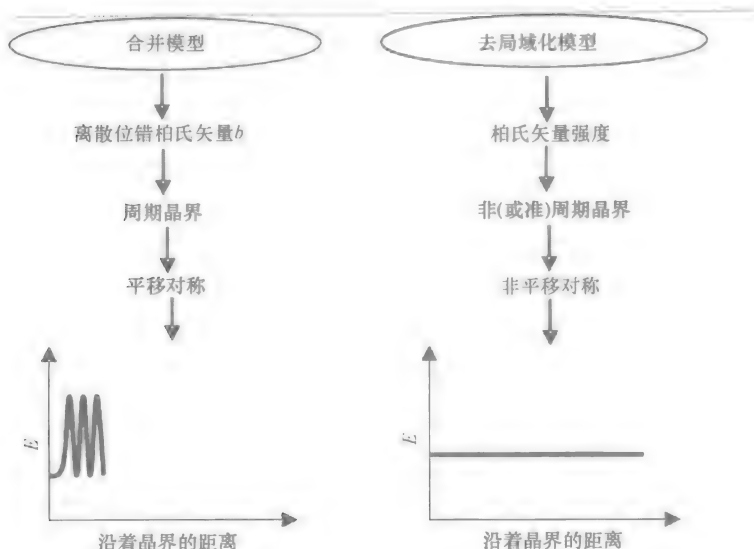 合并模型
离散位错柏氏矢量b
周期晶界
平移对称
E
沿着晶界的距离
去局域化模型
柏氏矢量强度
非(或准)周期晶界
非平移对称
E
沿着晶界的距离